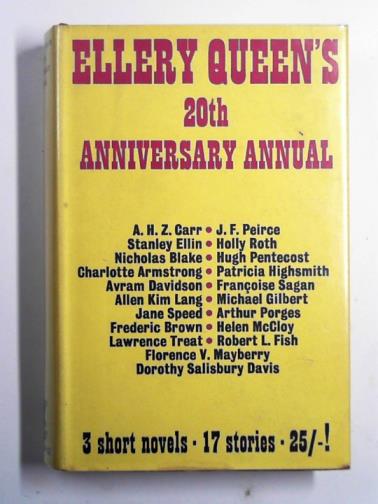 ELLERY QUEEN'S
20th
ANNIVERSARY ANNUAL
A. H. Z. Carr • J. F. Peirce
Stanley Ellin • Holly Roth
Nicholas Blake • Hugh Pentecost
Charlotte Armstrong • Patricia Highsmith
Avram Davidson • Françoise Sagan
Allen Kim Lang • Michael Gilbert
Jane Speed • Arthur Porges
Frederic Brown • Helen McCloy
Lawrence Treat • Robert L. Fish
Florence V. Mayberry
Dorothy Salisbury Davis
3 short novels · 17 stories · 25/-!